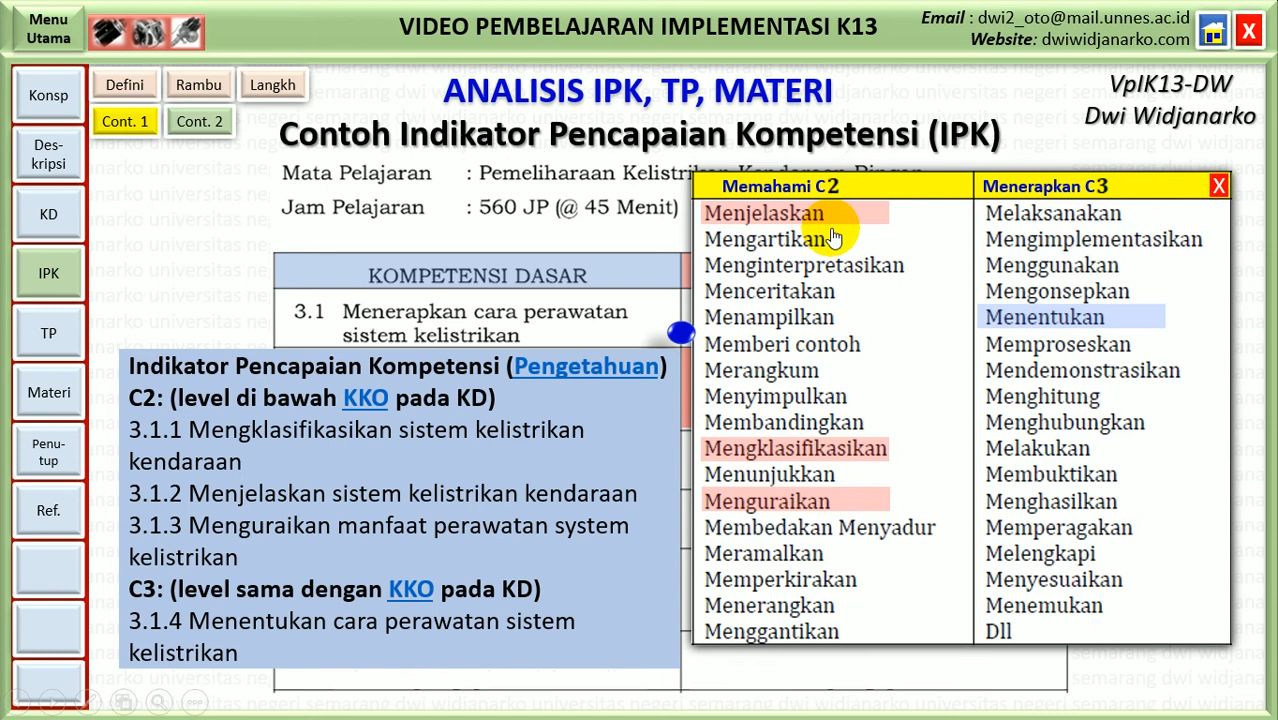 Menu
Utama
VIDEO PEMBELAJARAN IMPLEMENTASI K13
Email : dwi2_oto@mail.unnes.ac.id
Website: dwiwidjanarko.com
X
Konsp
Des-
kripsi
KD
IPK
TP
Materi
Penu-
tup
Ref.
Defini
Rambu
Langkh
Cont. 1
Cont. 2
ANALISIS IPK, TP, MATERI
VpIK13-DW
Dwi Widjanarko
Contoh Indikator Pencapaian Kompetensi (IPK)
Mata Pelajaran : Pemeliharaan Kelistrikan Kendaraan Ringan
Jam Pelajaran : 560 JP (@ 45 Menit)
KOMPETENSI DASAR
3.1 Menerapkan cara perawatan
sistem kelistrikan
Indikator Pencapaian Kompetensi (Pengetahuan)
C2: (level di bawah KKO pada KD)
3.1.1 Mengklasifikasikan sistem kelistrikan
kendaraan
3.1.2 Menjelaskan sistem kelistrikan kendaraan
3.1.3 Menguraikan manfaat perawatan system
kelistrikan
C3: (level sama dengan KKO pada KD)
3.1.4 Menentukan cara perawatan sistem
kelistrikan
Memahami C2
Menjelaskan
Mengartikan
Menginterpretasikan
Menceritakan
Menampilkan
Memberi contoh
Merangkum
Menyimpulkan
Membandingkan
Mengklasifikasikan
Menunjukkan
Menguraikan
Membedakan Menyadur
Meramalkan
Memperkirakan
Menerangkan
Menggantikan
Menerapkan C3
X
Melaksanakan
Mengimplementasikan
Menggunakan
Mengonsepkan
Menentukan
Memproseskan
Mendemonstrasikan
Menghitung
Menghubungkan
Melakukan
Membuktikan
Menghasilkan
Memperagakan
Melengkapi
Menyesuaikan
Menemukan
Dll